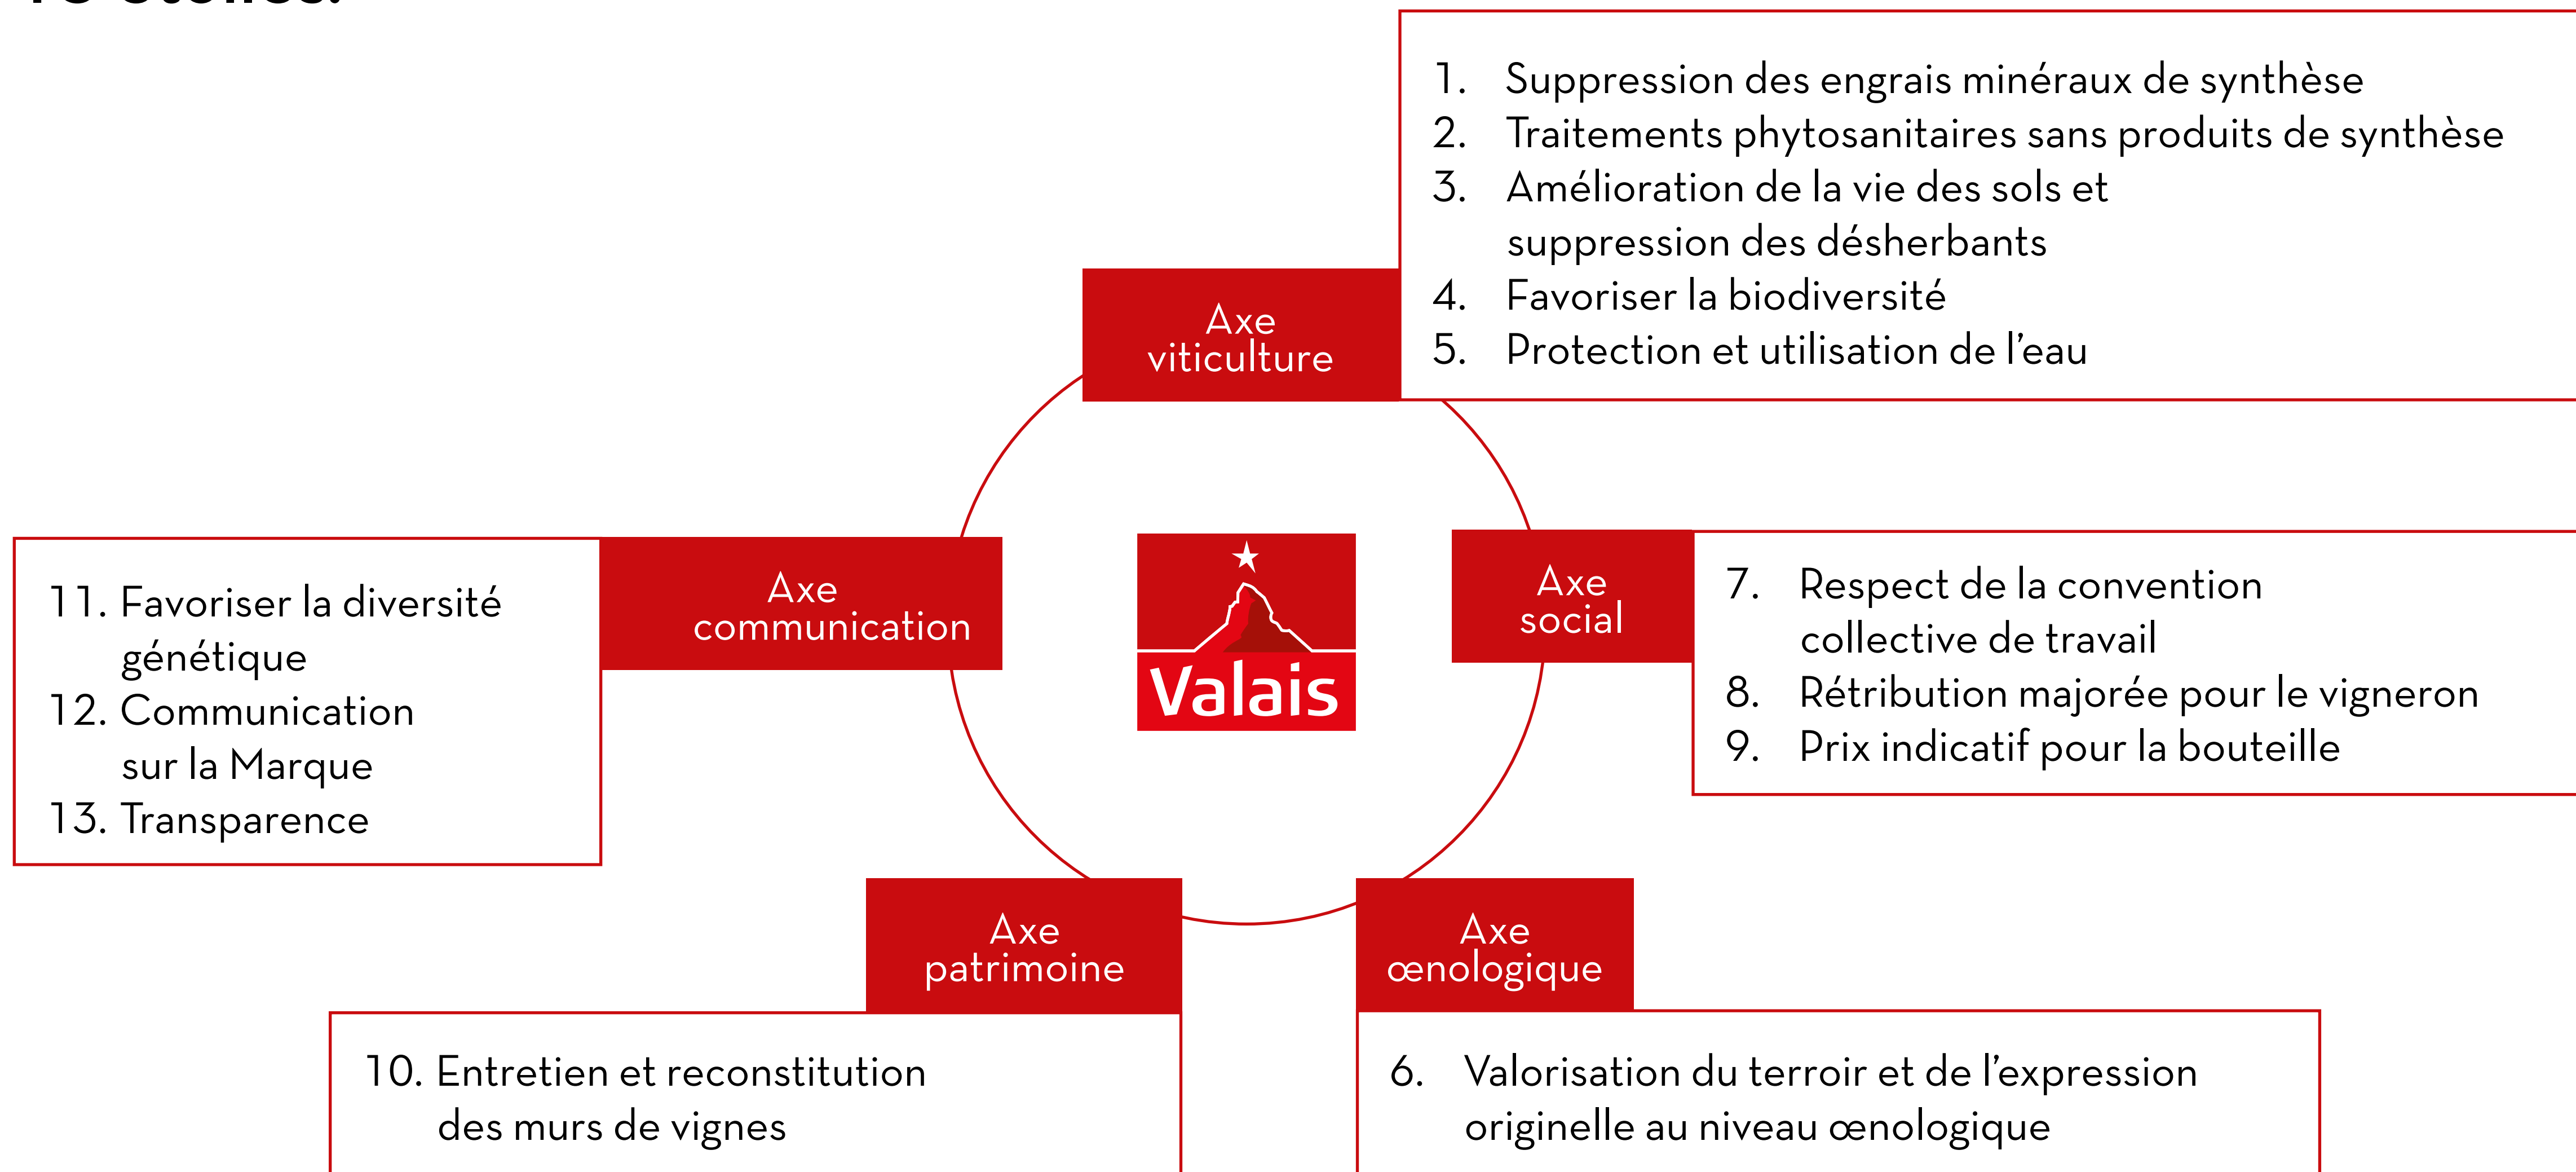 1. Suppression des engrais minéraux de synthèse
2. Traitements phytosanitaires sans produits de synthèse
3. Amélioration de la vie des sols et
suppression des désherbants
4. Favoriser la biodiversité
5. Protection et utilisation de l’eau
Axe
viticulture
11. Favoriser la diversité
génétique
12. Communication
sur la Marque
13. Transparence
Axe
communication
Valais
Axe
social
7. Respect de la convention
collective de travail
8. Rétribution majorée pour le vigneron
9. Prix indicatif pour la bouteille
Axe
patrimoine
10. Entretien et reconstitution
des murs de vignes
Axe
œnologique
6. Valorisation du terroir et de l’expression
originelle au niveau œnologique